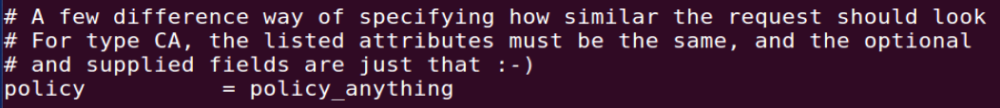 # A few difference way of specifying how similar the request should look
# For type CA, the listed attributes must be the same, and the optional
# and supplied fields are just that :-)
policy          = policy_anything